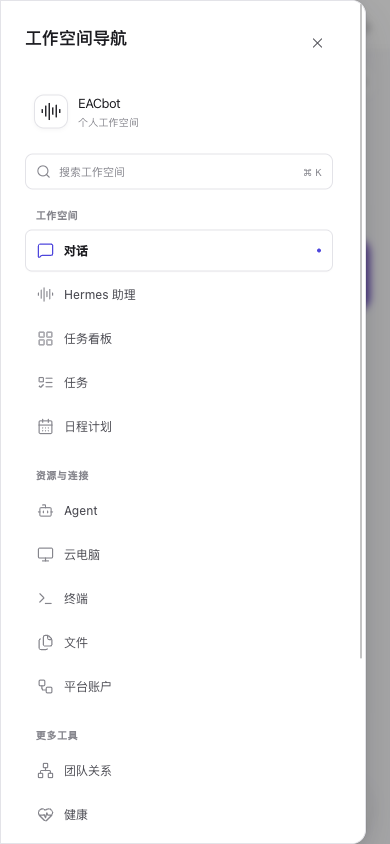 工作空间导航
EACbot
个人工作空间
搜索工作空间
⌘ K
工作空间
对话
Hermes 助理
任务看板
任务
日程计划
资源与连接
Agent
云电脑
终端
文件
平台账户
更多工具
团队关系
健康